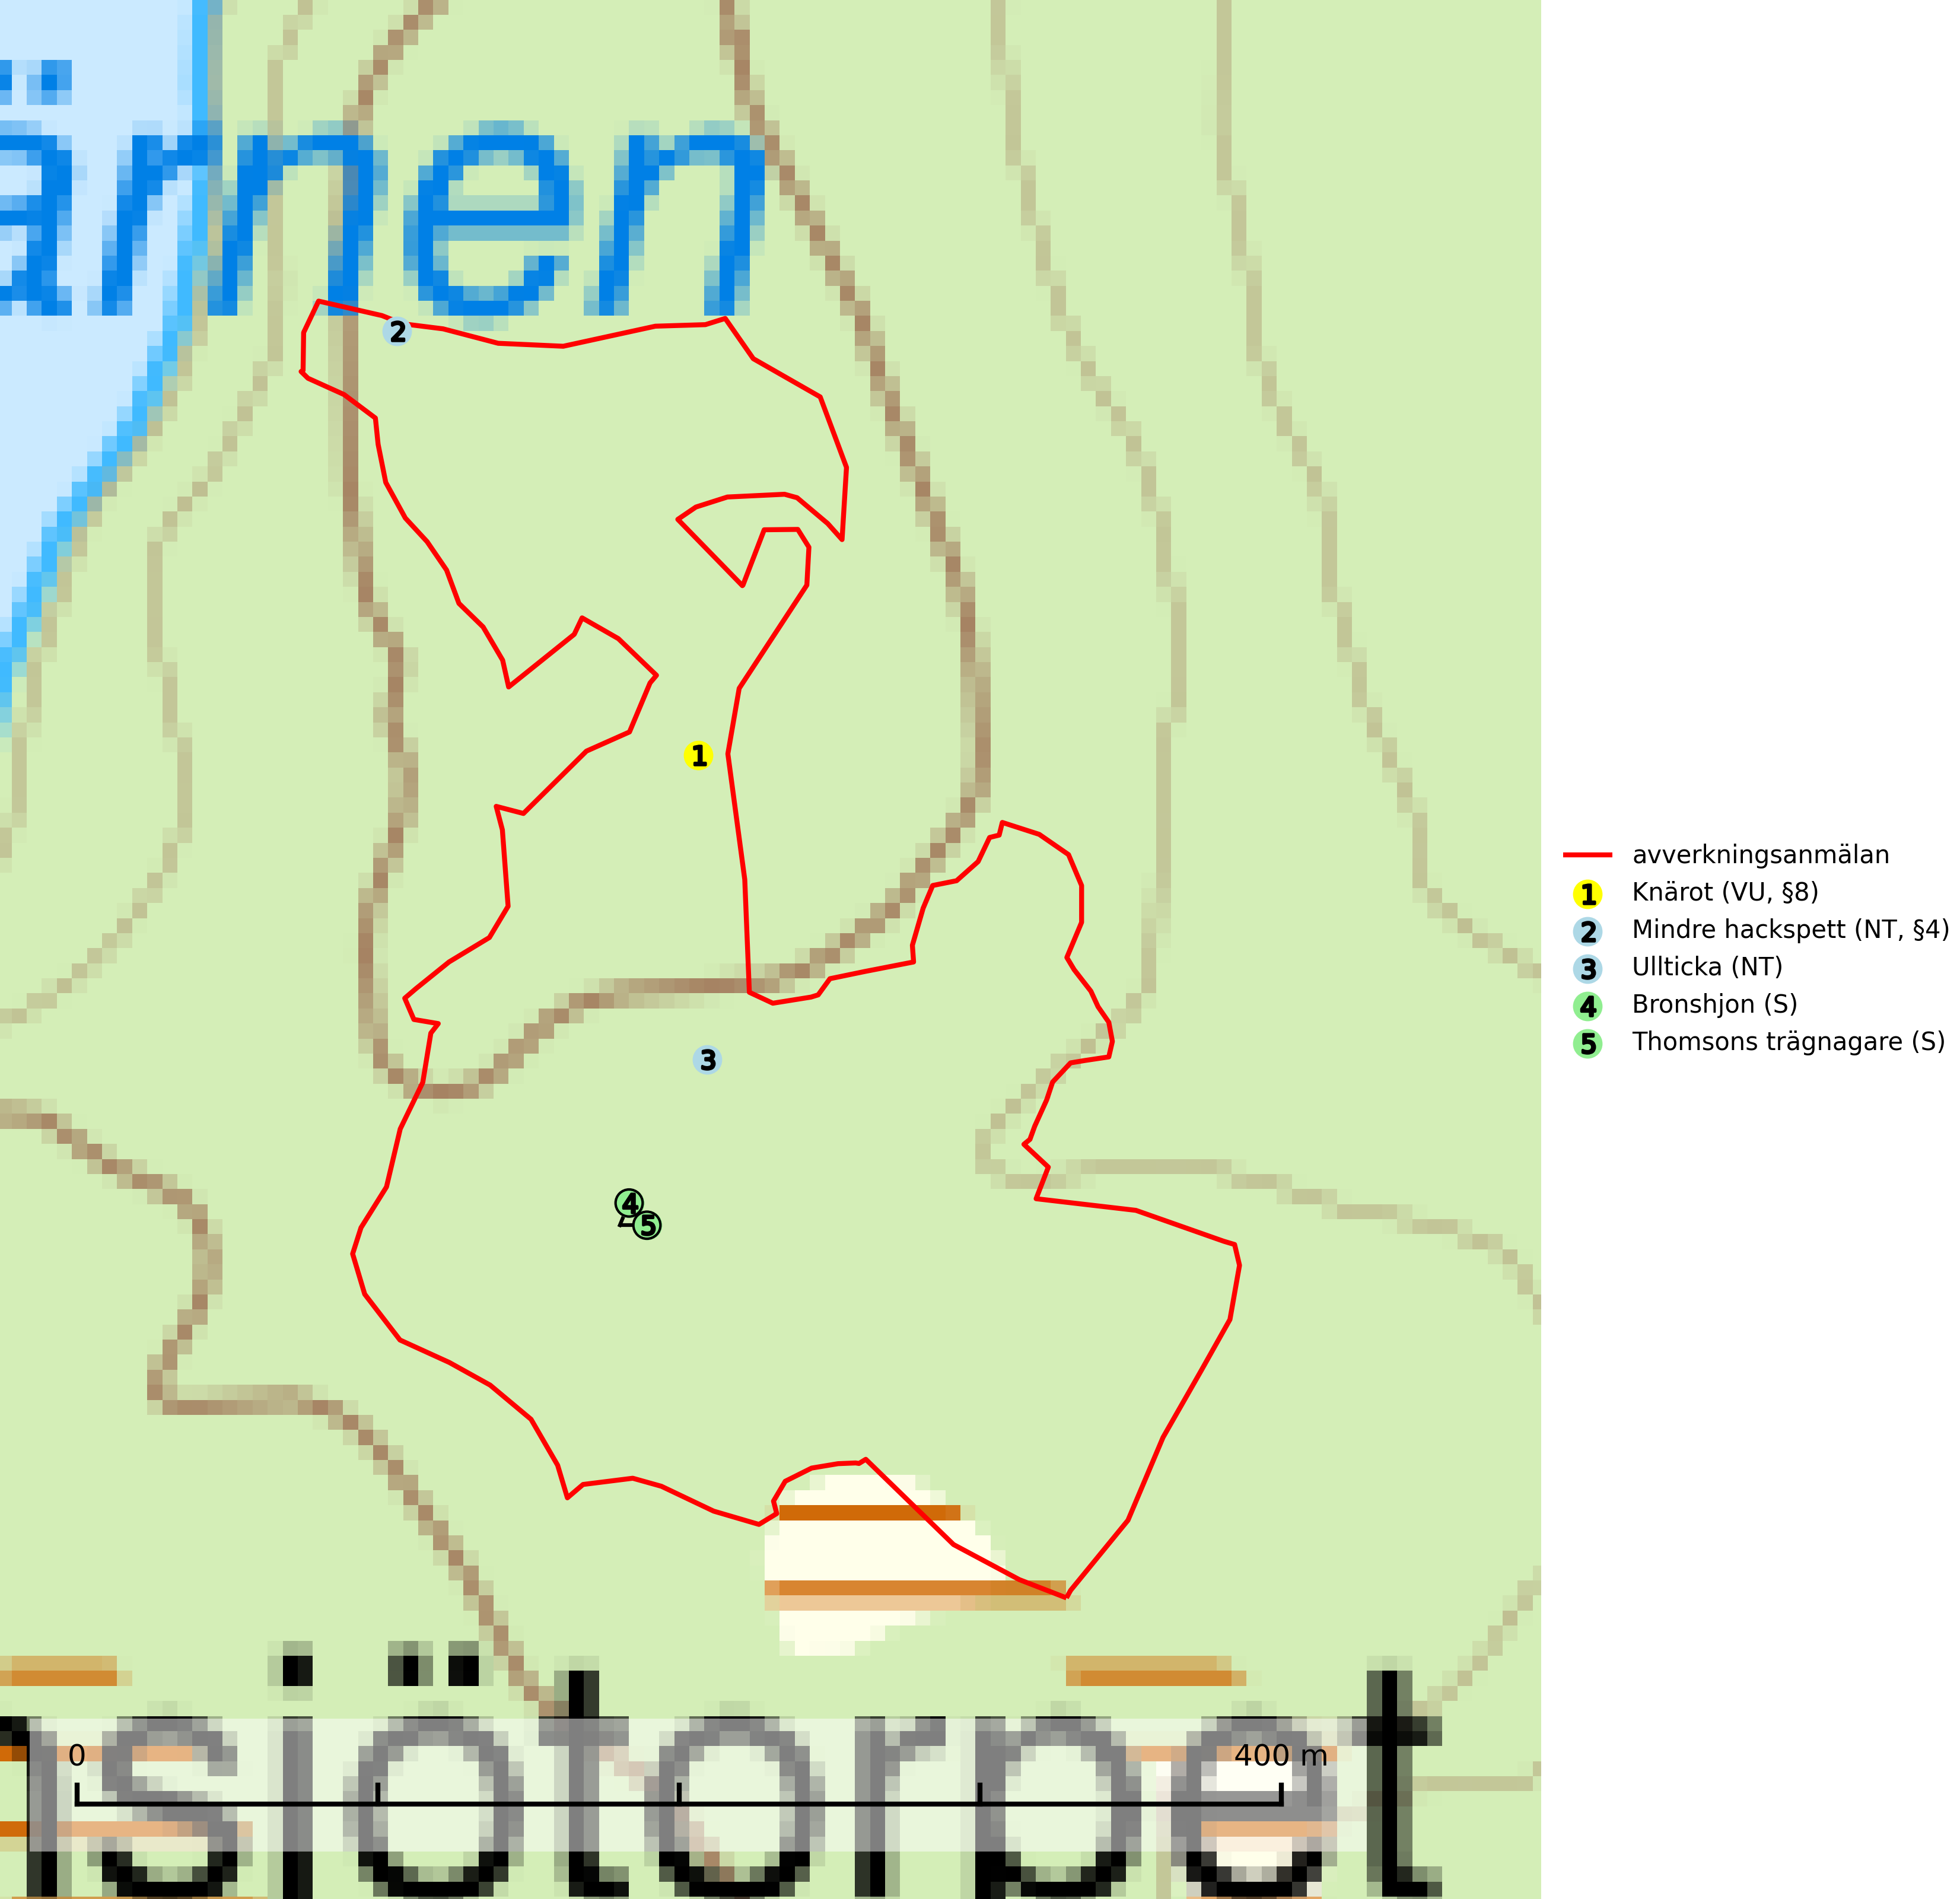 ärnen
2
1
3
4
5
avverkningsanmälan
1 Knärot (VU, §8)
2 Mindre hackspett (NT, §4)
3 Ullticka (NT)
4 Bronshjon (S)
5 Thomsons trägnagare (S)
sjötorpet
0 400 m